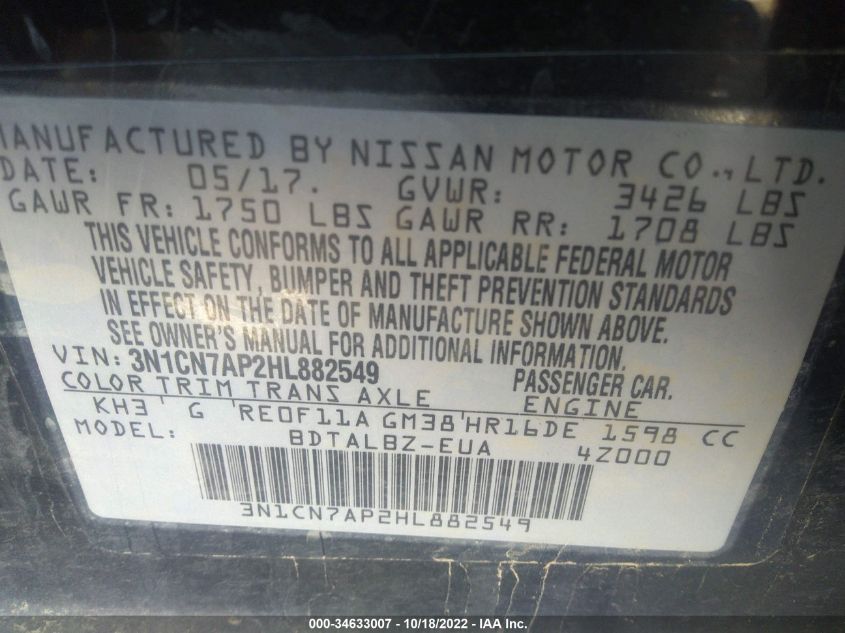 MANUFACTURED BY NISSAN MOTOR CO., LTD.
DATE: 05/17. GVWR: 3426 LBS
GAWR FR: 1750 LBS GAWR RR: 1708 LBS
THIS VEHICLE CONFORMS TO ALL APPLICABLE FEDERAL MOTOR
VEHICLE SAFETY, BUMPER AND THEFT PREVENTION STANDARDS
IN EFFECT ON THE DATE OF MANUFACTURE SHOWN ABOVE.
SEE OWNER'S MANUAL FOR ADDITIONAL INFORMATION.
VIN: 3N1CN7AP2HL882549 PASSENGER CAR.
COLOR TRIM TRANS AXLE ENGINE
KH3 G RE0F11A GM38 HR16DE 1598 CC
MODEL: BDTALBZ-EUA 4Z000
3N1CN7AP2HL882549
000-34633007 - 10/18/2022 - IAA Inc.